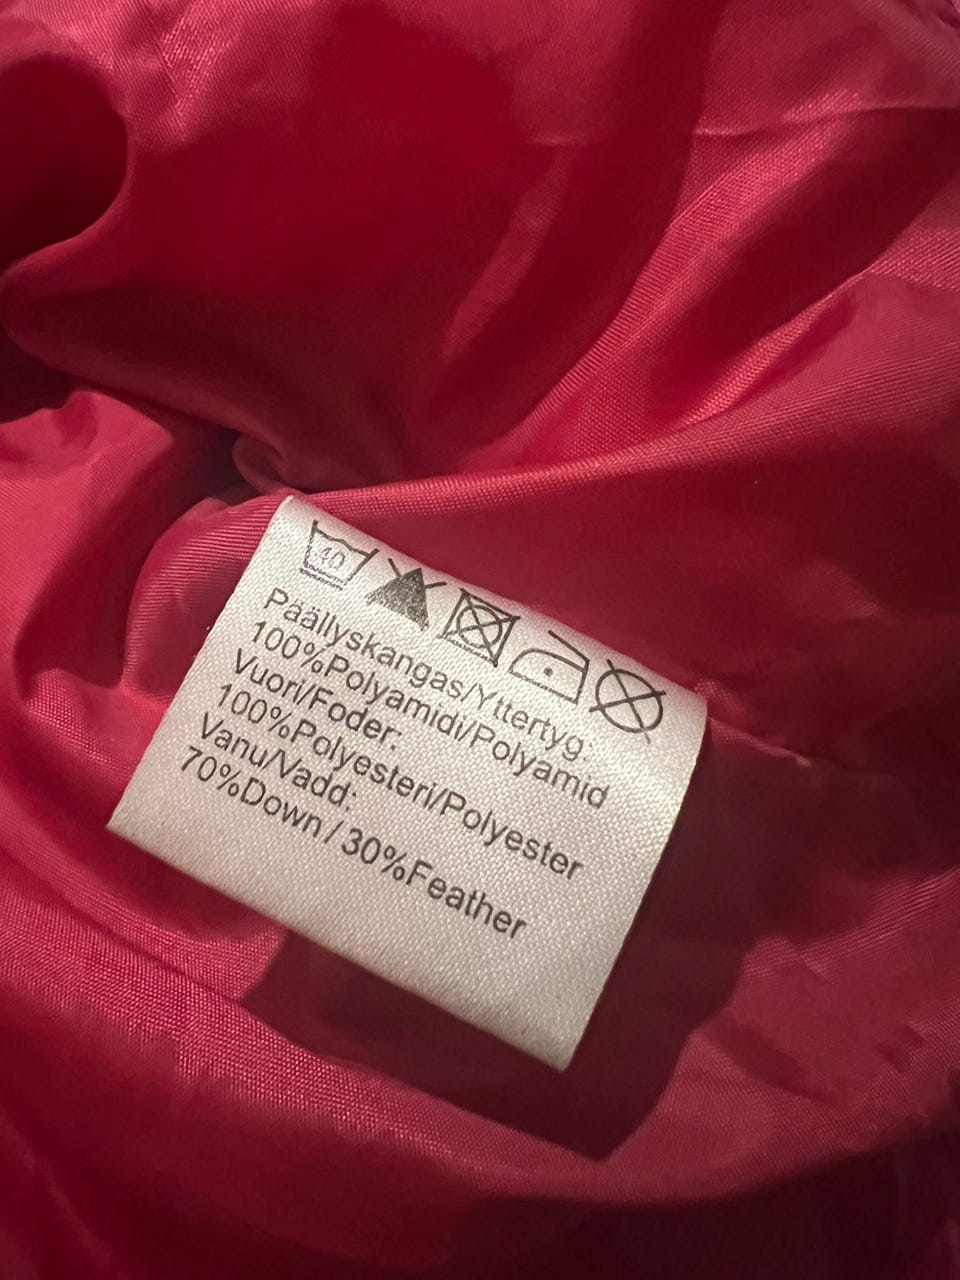 40
Päällyskangas/Yttertyg:
100%Polyamidi/Polyamid
Vuori/Foder:
100%Polyesteri/Polyester
Vanu/Vadd:
70%Down / 30%Feather